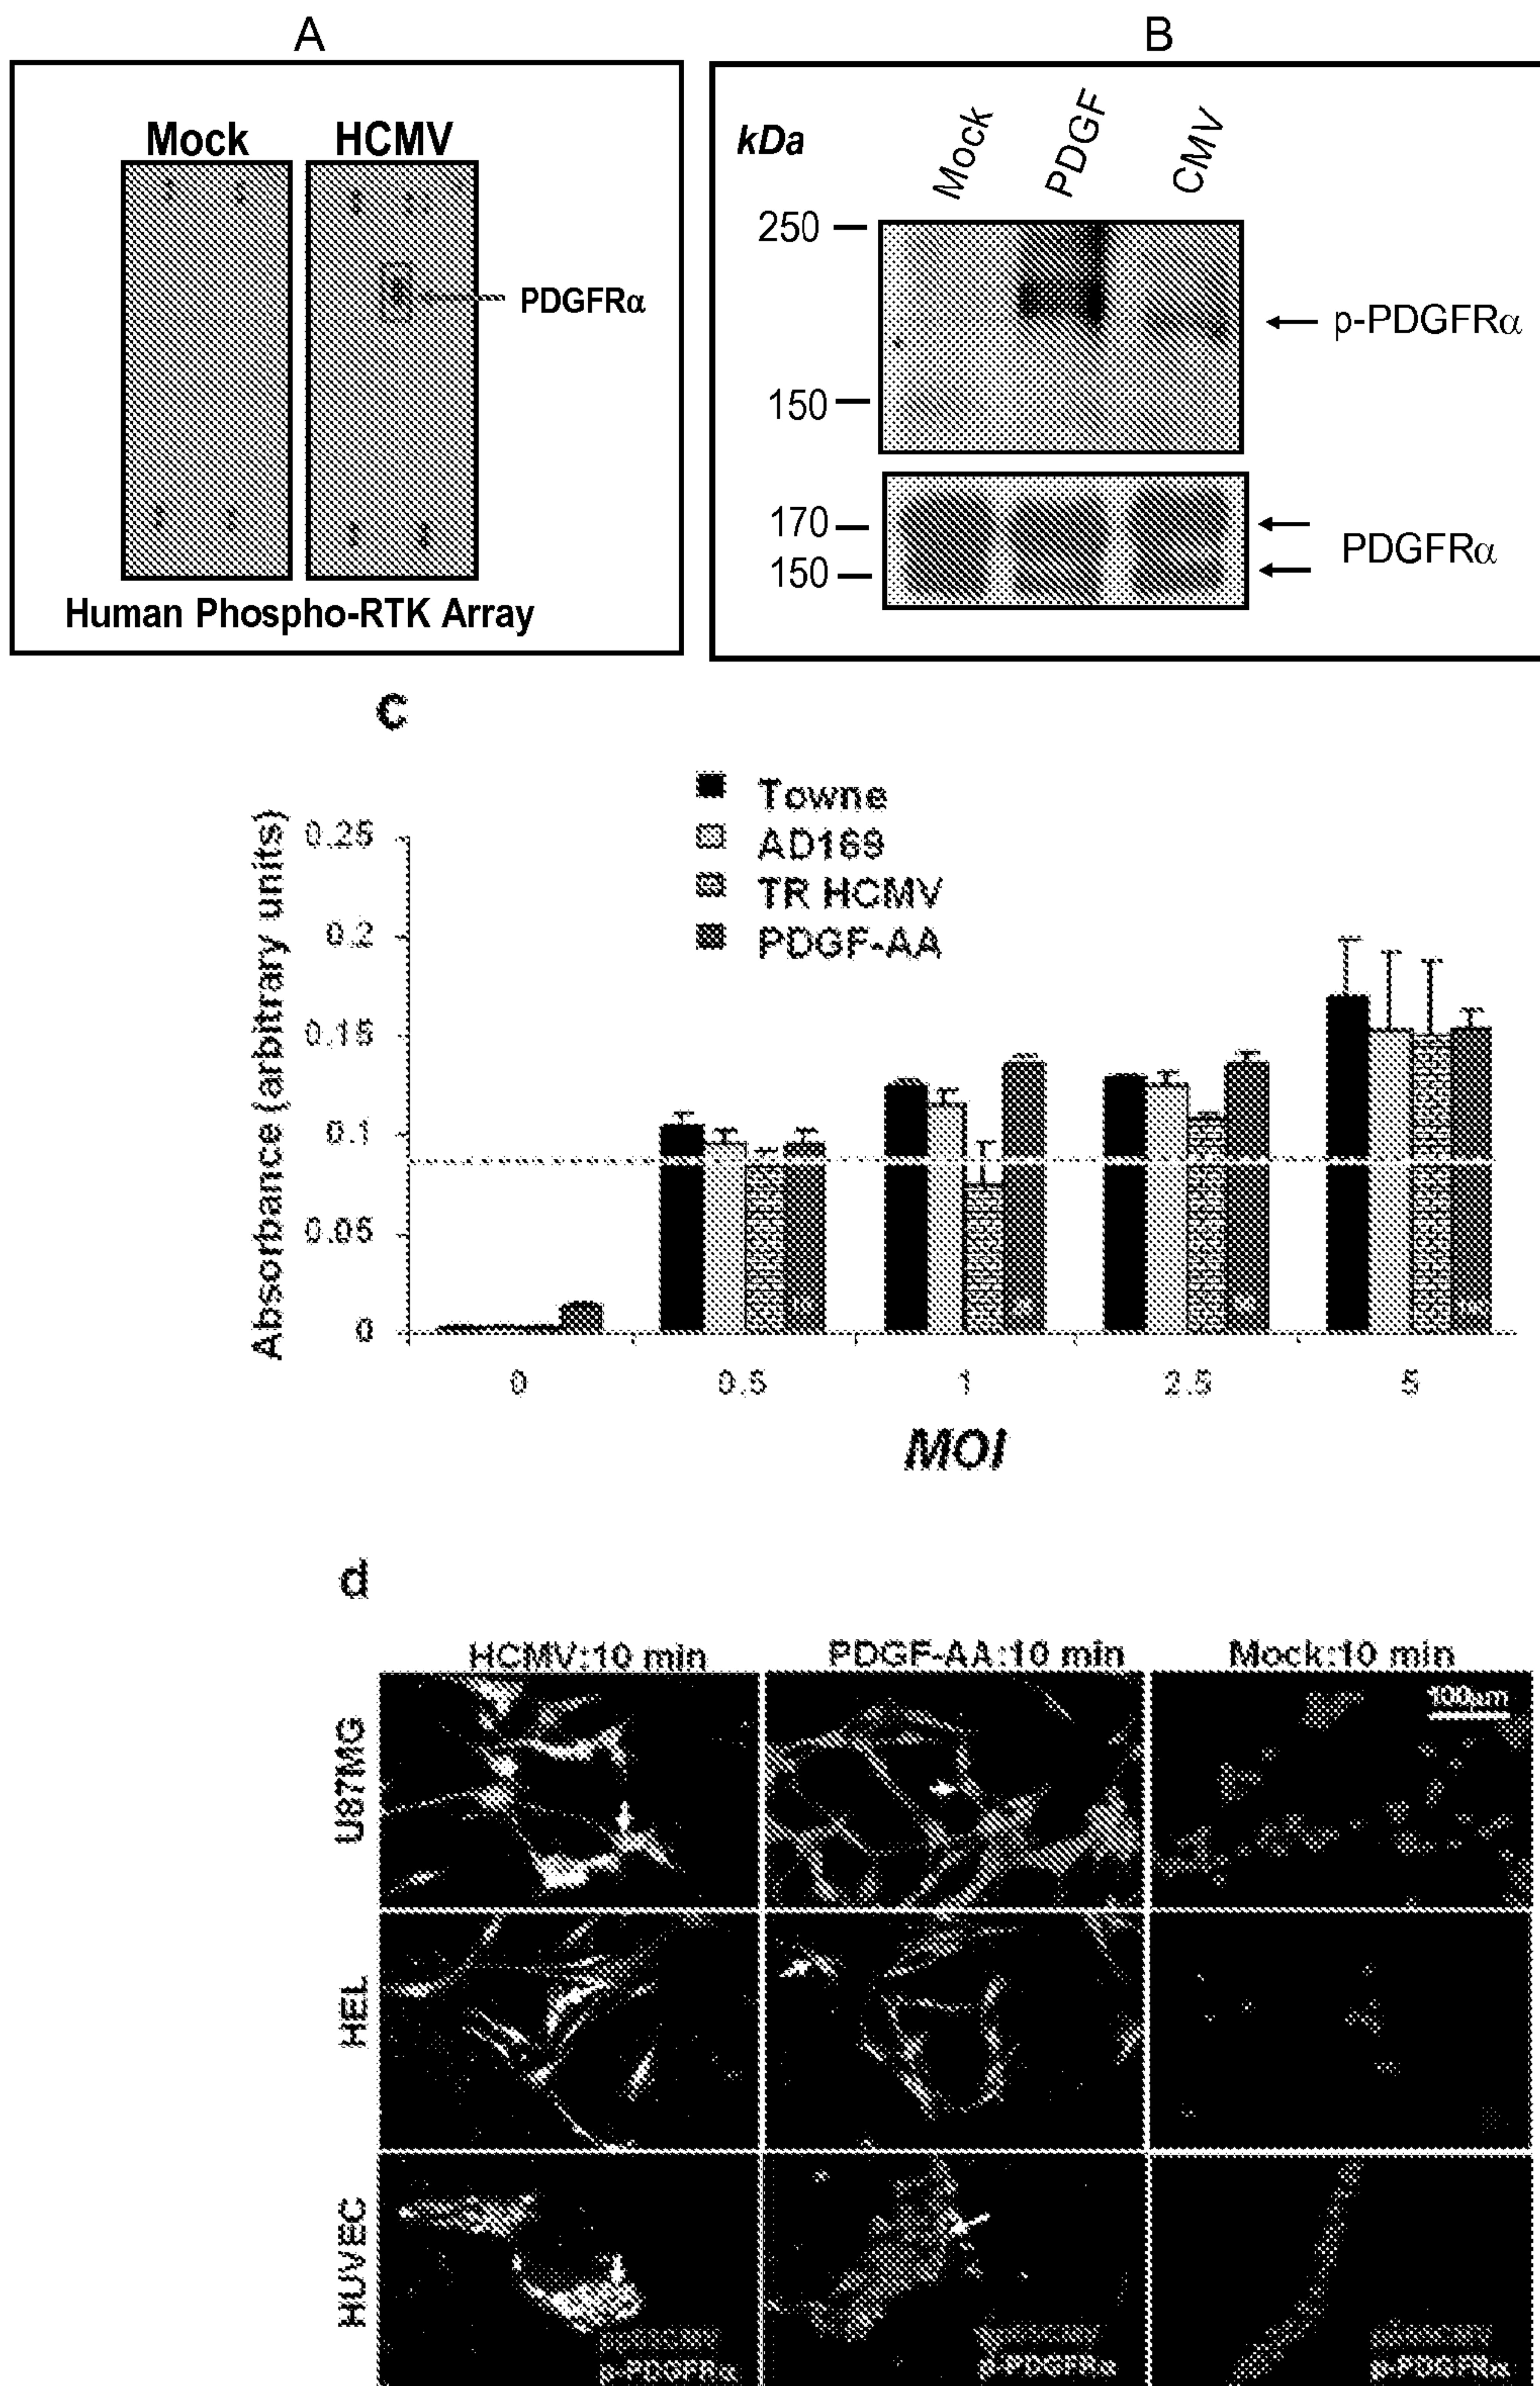 A
Mock HCMV
PDGFRα
Human Phospho-RTK Array
B
kDa
Mock
PDGF
CMV
250
150
p-PDGFRα
170
150
PDGFRα
c
Towne
AD169
TR HCMV
PDGF-AA
Absorbance (arbitrary units)
0.25
0.2
0.15
0.1
0.05
0
0 0.5 1 2.5 5
MOI
d
HCMV:10 min PDGF-AA:10 min Mock:10 min
100µm
U87MG
HEL
HUVEC
p-PDGFRα p-PDGFRα p-PDGFRα